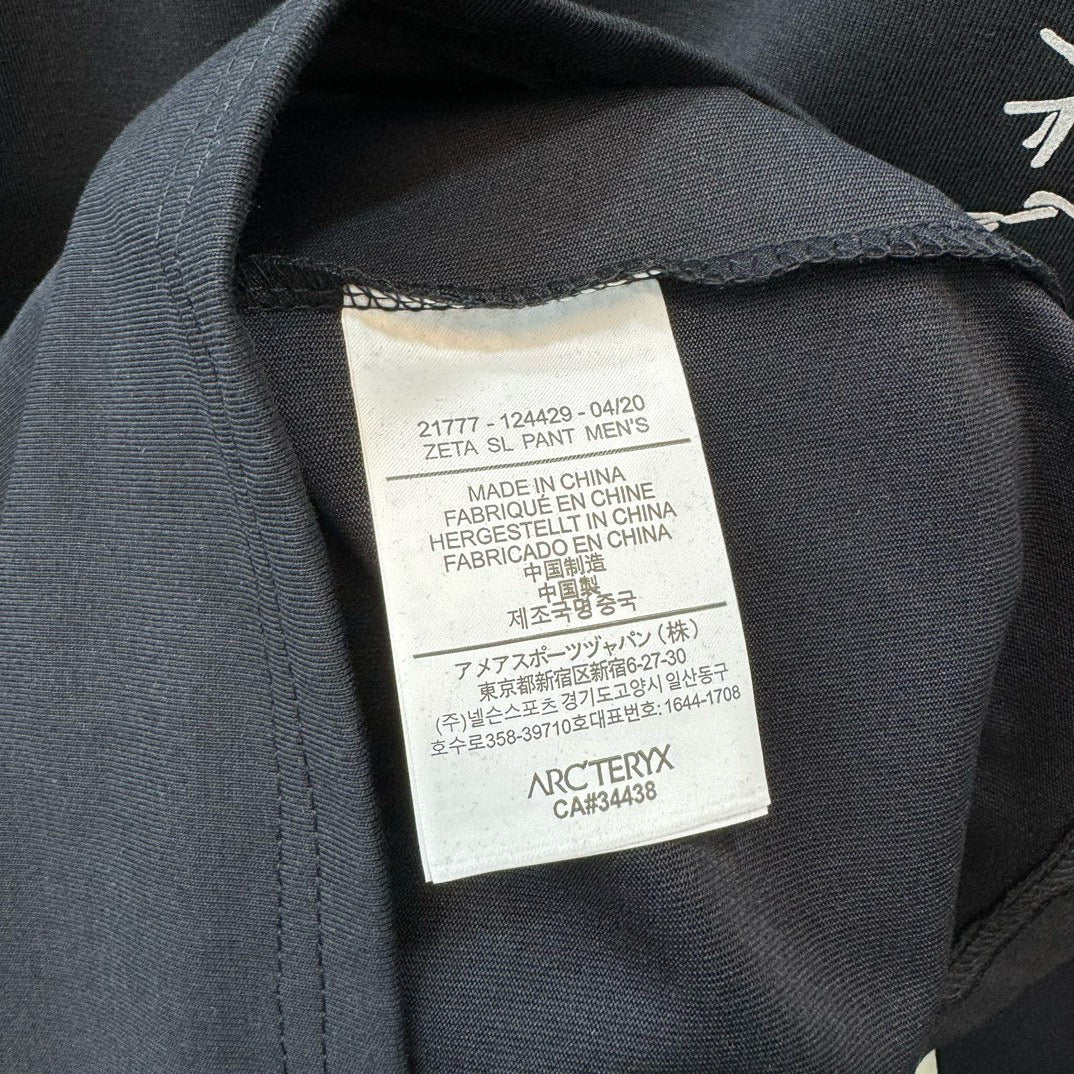 21777 - 124429 - 04/20
ZETA SL PANT MEN'S
MADE IN CHINA
FABRIQUÉ EN CHINE
HERGESTELLT IN CHINA
FABRICADO EN CHINA
中国制造
中国製
제조국명중국
アメアスポーツヅャパン（株）
東京都新宿区新宿6-27-30
(주)넬슨스포츠 경기도고양시 일산동구
호수로358-39710호대표번호: 1644-1708
ARC'TERYX
CA#34438